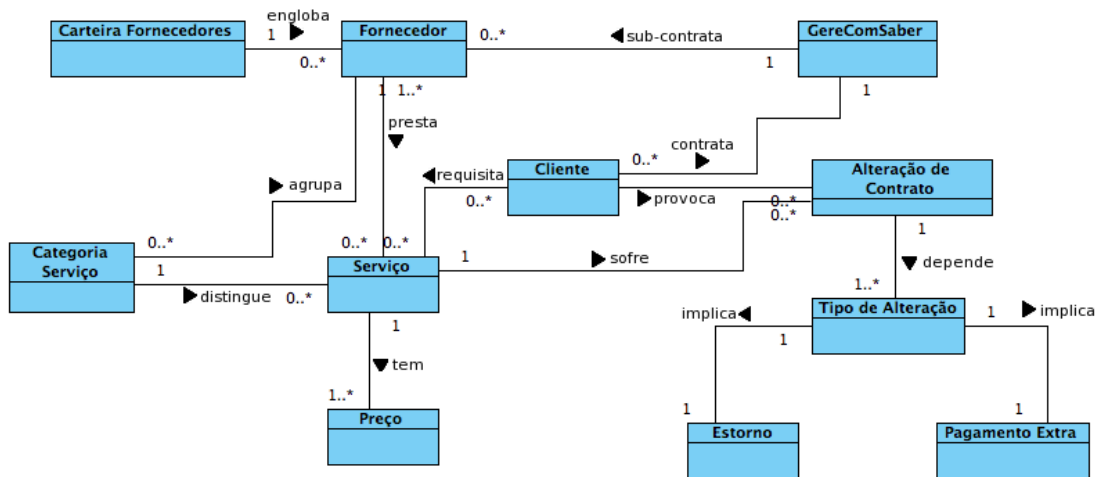 engloba
Carteira Fornecedores
1
0..*
Fornecedor
0..*
sub-contrata
1
GereComSaber
1
1..*
1
presta
contrata
0..*
requisita
Cliente
0..*
provoca
Alteração de
Contrato
0..*
0..*
agrupa
0..*
Categoria
Serviço
1
distingue
0..*
0..*
0..*
Serviço
1
sofre
1
depende
1..*
1
tem
1..*
Preço
Tipo de Alteração
implica
1
1
implica
1
1
Estorno
Pagamento Extra